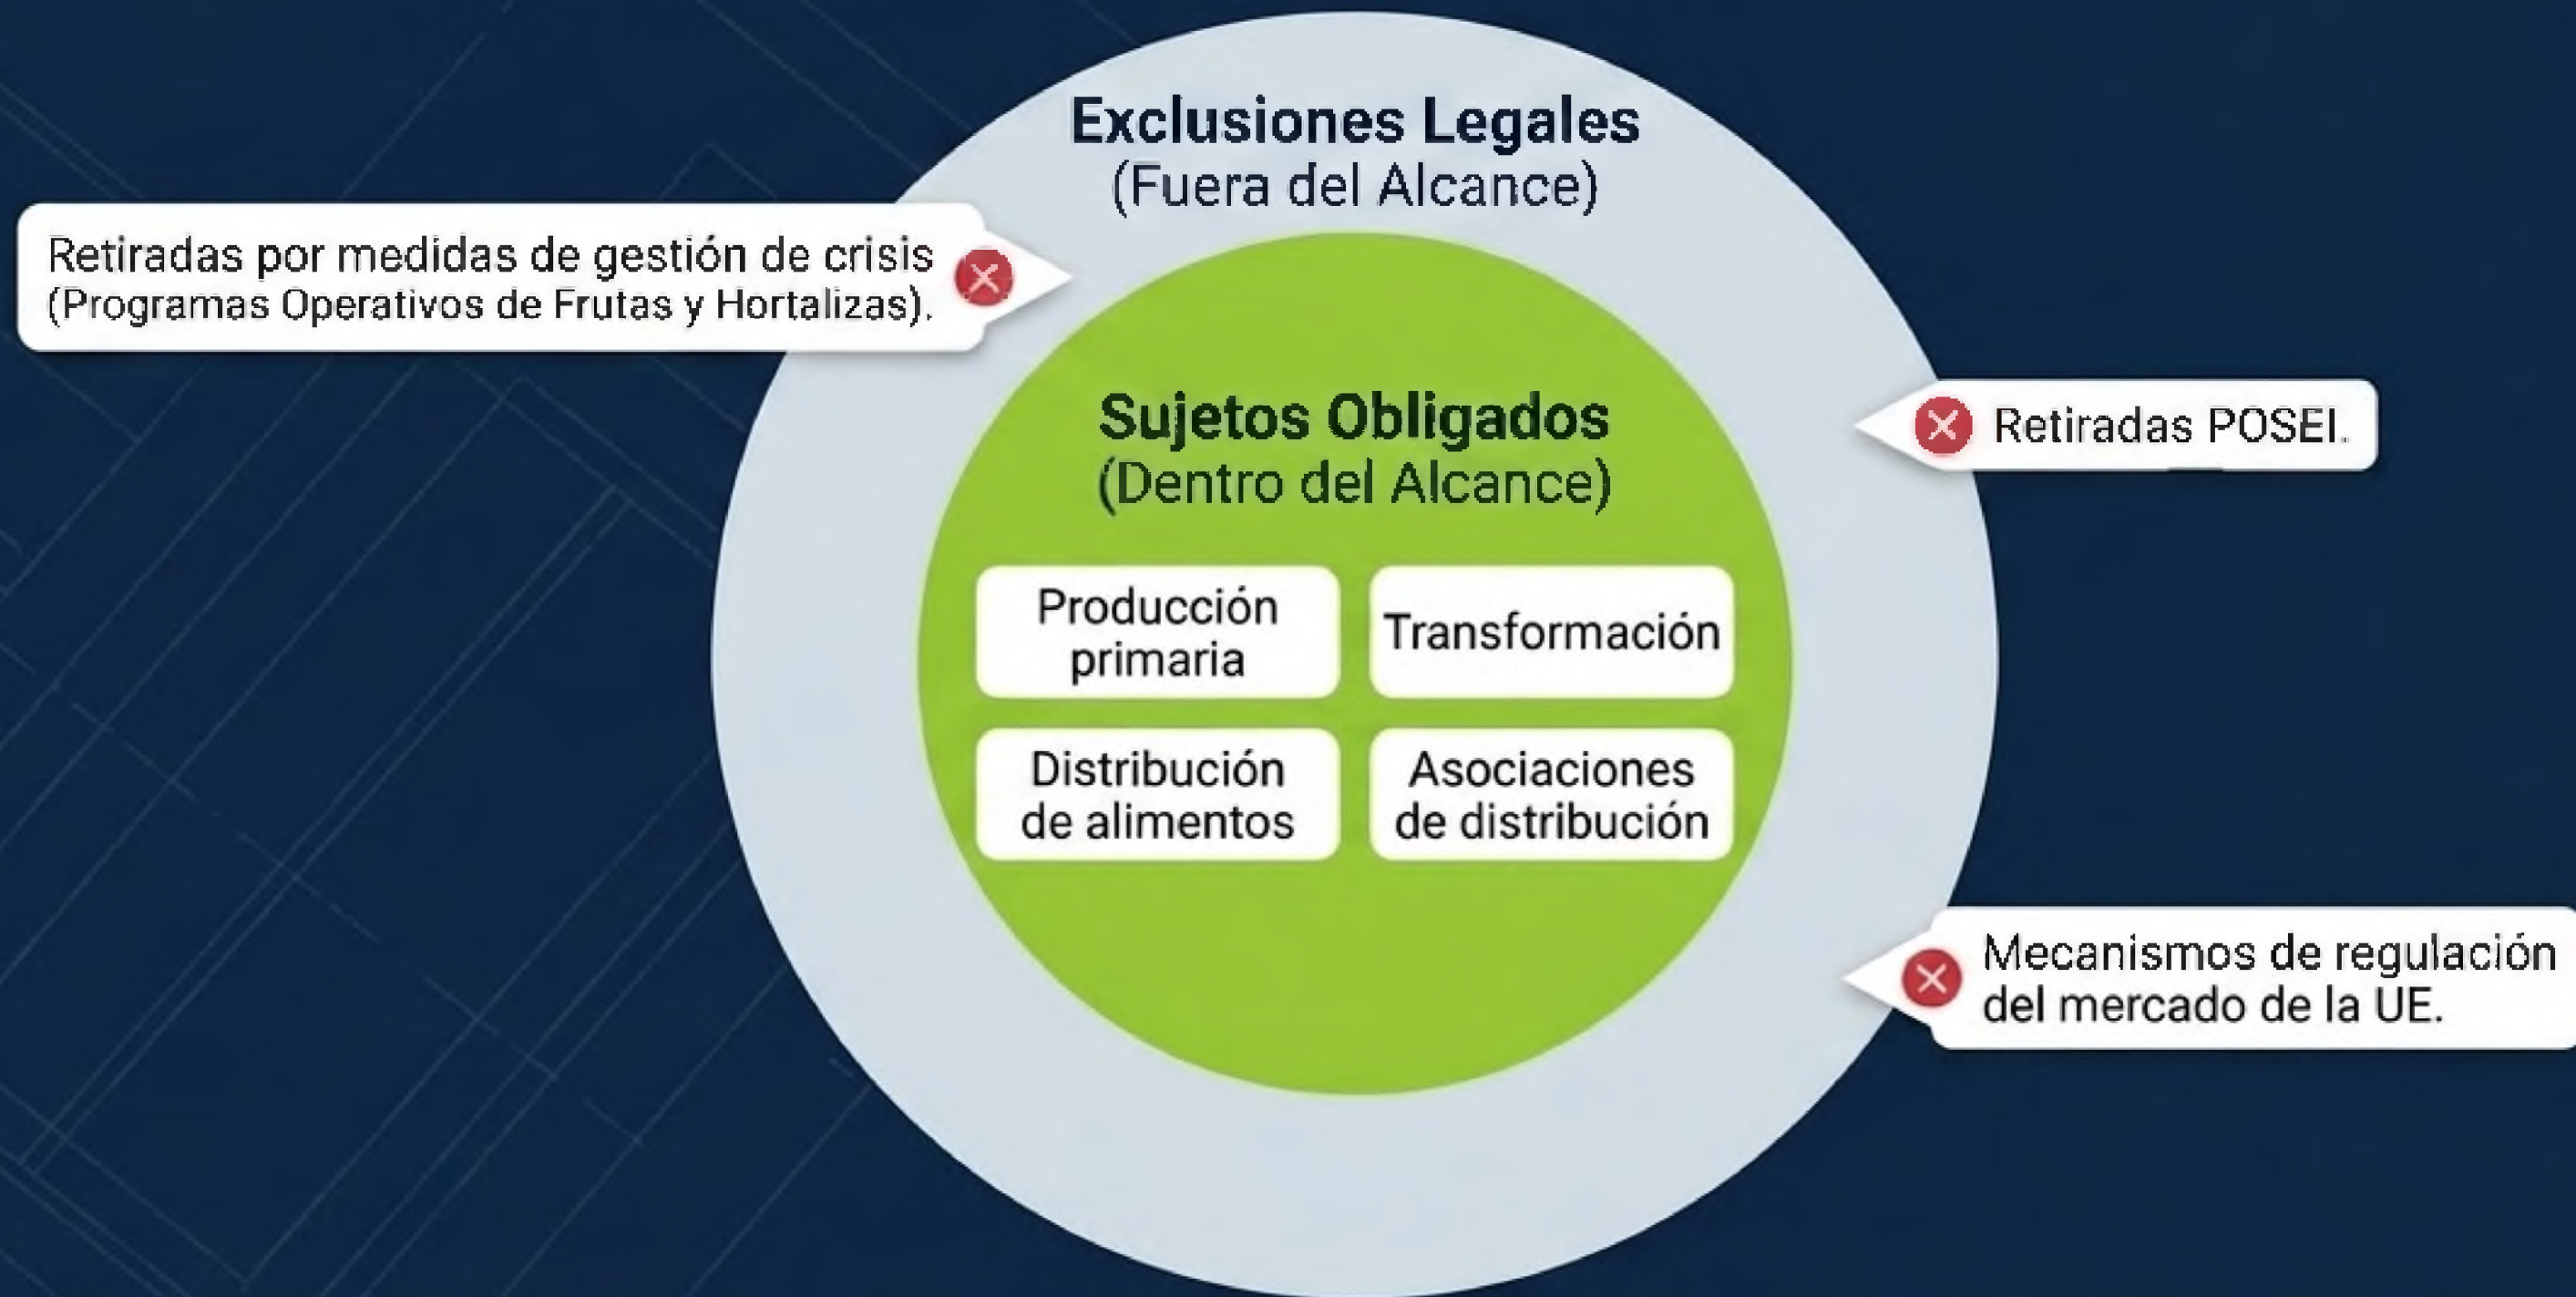 Exclusiones Legales
(Fuera del Alcance)
Retiradas por medidas de gestión de crisis
(Programas Operativos de Frutas y Hortalizas).
Retiradas POSEI.
Sujetos Obligados
(Dentro del Alcance)
Producción
primaria
Transformación
Distribución
de alimentos
Asociaciones
de distribución
Mecanismos de regulación
del mercado de la UE.